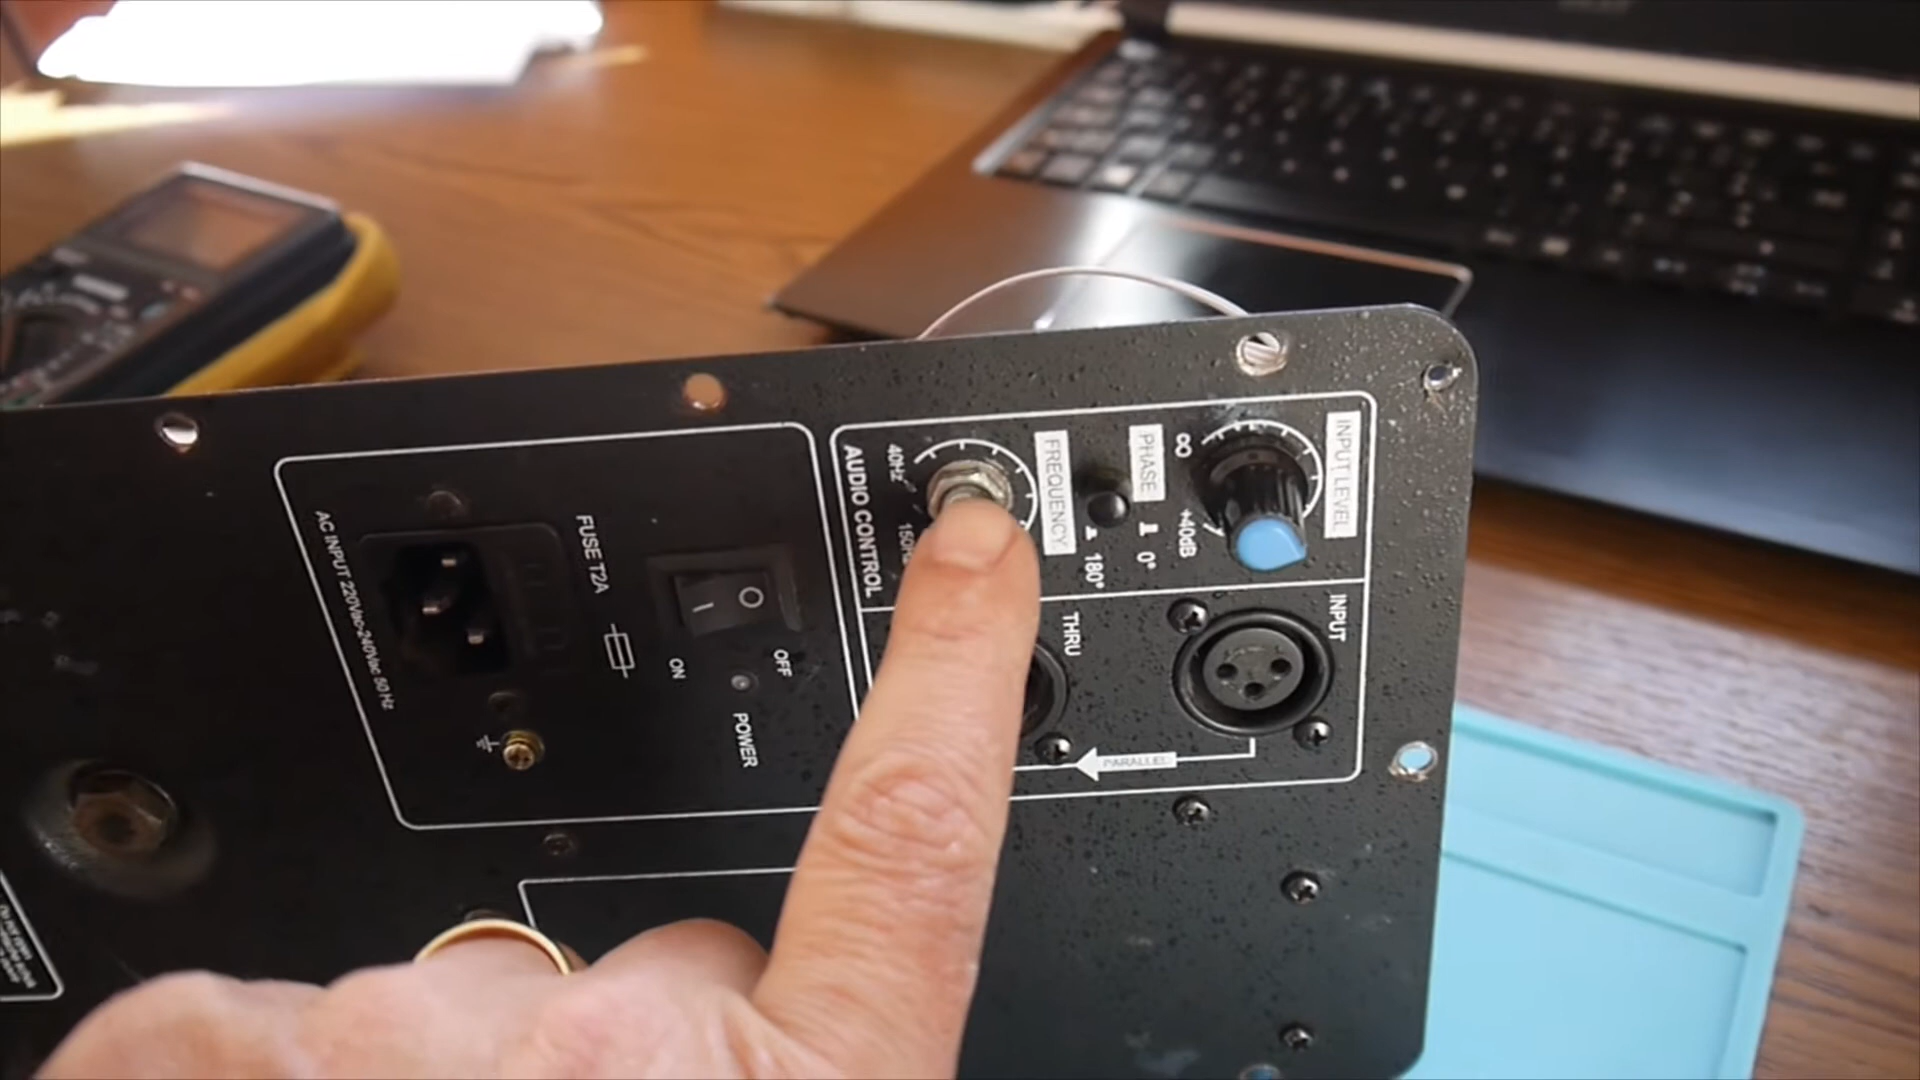 INPUT LEVEL
∞
+40dB
PHASE
0°
180°
FREQUENCY
40Hz
AUDIO CONTROL
INPUT
THRU
PARALLEL
FUSE T2A
OFF
ON
POWER
AC INPUT 220Vac-240Vac 50Hz